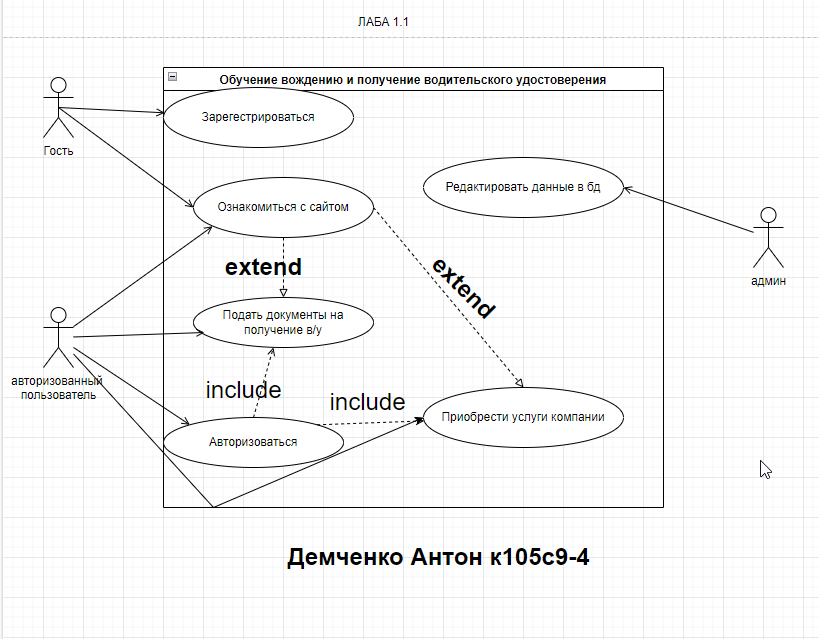 ЛАБА 1.1
Обучение вождению и получение водительского удостоверения
Зарегестрироваться
Гость
Редактировать данные в бд
Ознакомиться с сайтом
extend
extend
админ
Подать документы на
получение в/у
авторизованный
пользователь
include
include
Приобрести услуги компании
Авторизоваться
Демченко Антон к105с9-4